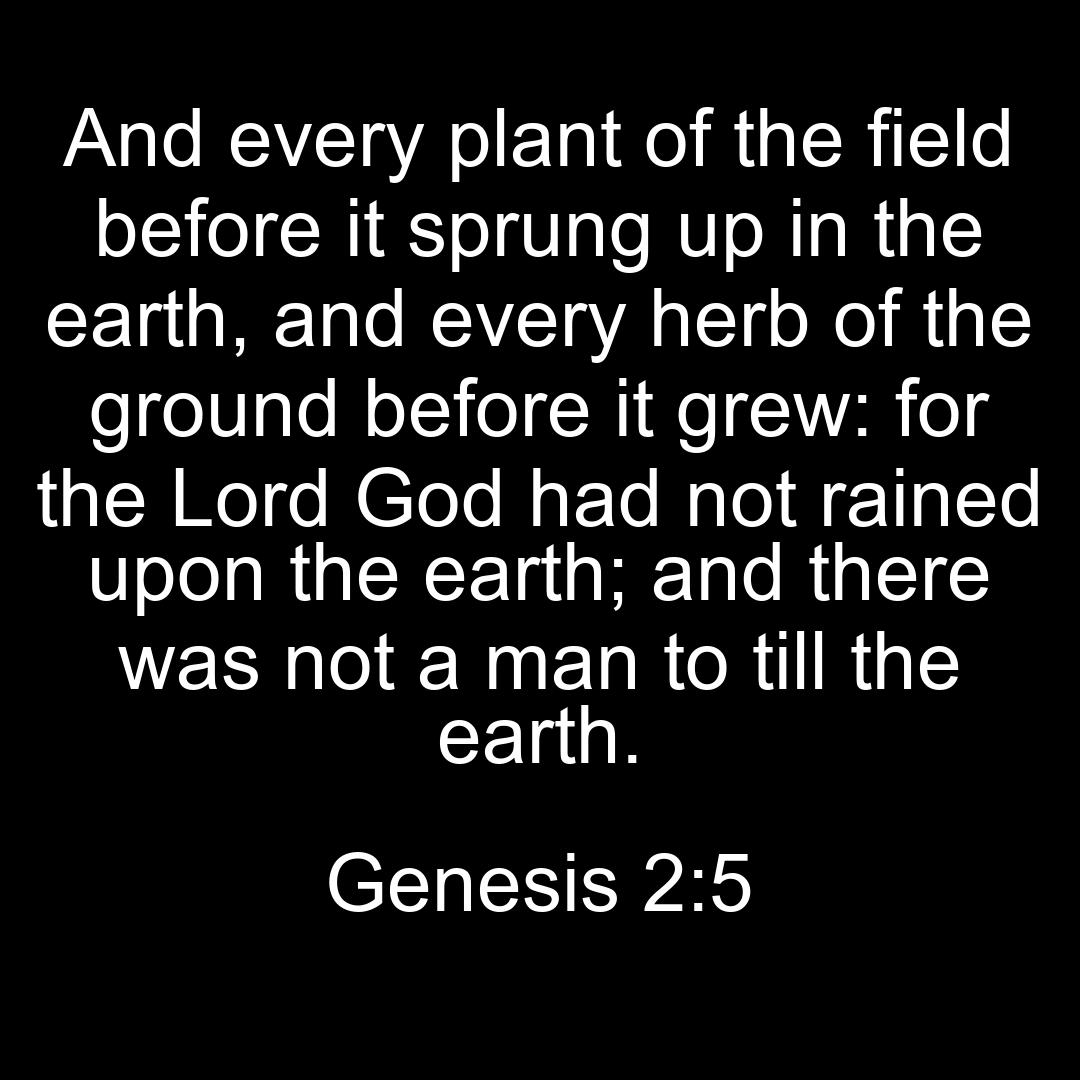 And every plant of the field
before it sprung up in the
earth, and every herb of the
ground before it grew: for
the Lord God had not rained
upon the earth; and there
was not a man to till the
earth.
Genesis 2:5